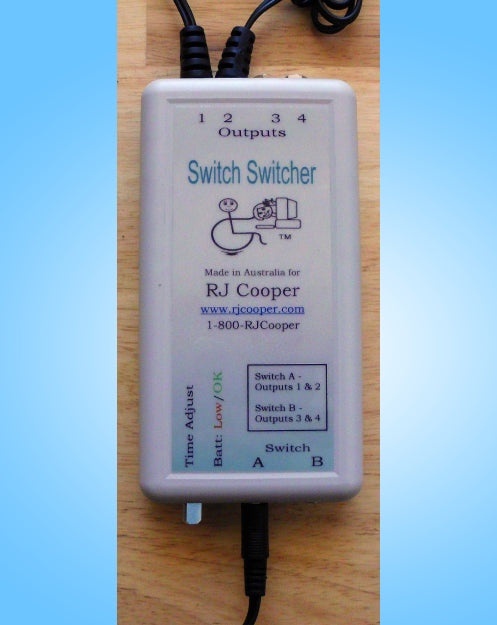 1 2 3 4
Outputs
Switch Switcher
TM
Made in Australia for
RJ Cooper
www.rjcooper.com
1-800-RJCooper
Time Adjust
Batt: Low/OK
Switch A -
Outputs 1 & 2
Switch B -
Outputs 3 & 4
Switch
A B